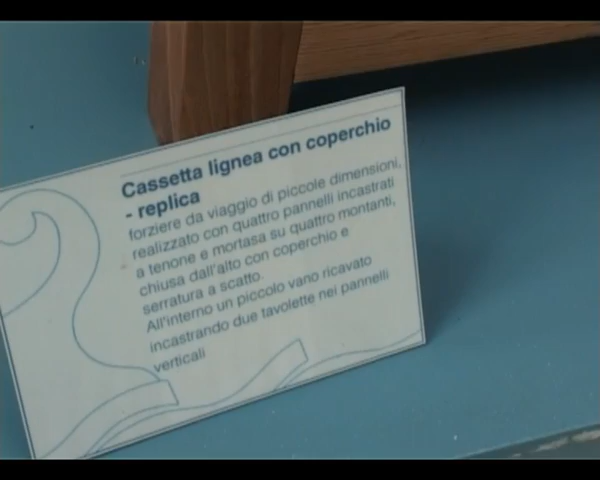 Cassetta lignea con coperchio
- replica
forziere da viaggio di piccole dimensioni,
realizzato con quattro pannelli incastrati
a tenone e mortasa su quattro montanti,
chiusa dall'alto con coperchio e
serratura a scatto.
All'interno un piccolo vano ricavato
incastrando due tavolette nei pannelli
verticali